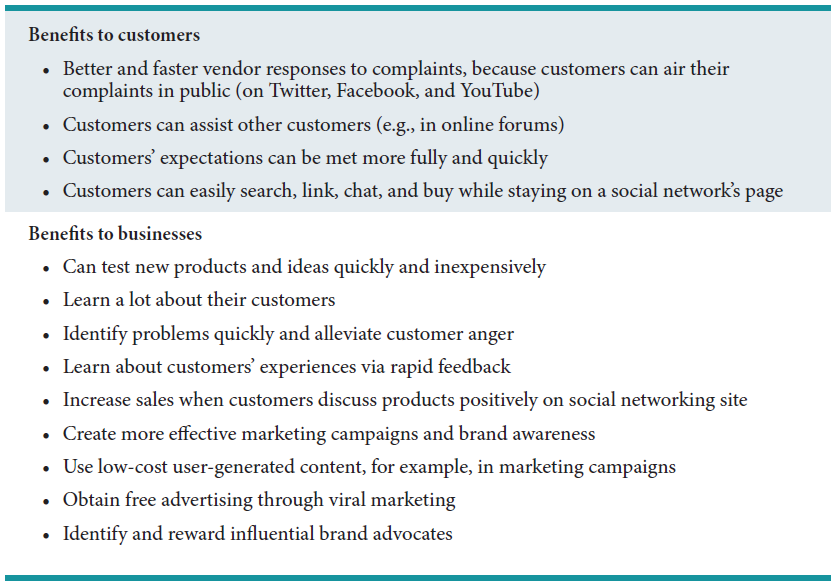 Benefits to customers
• Better and faster vendor responses to complaints, because customers can air their
complaints in public (on Twitter, Facebook, and YouTube)
• Customers can assist other customers (e.g., in online forums)
• Customers’ expectations can be met more fully and quickly
• Customers can easily search, link, chat, and buy while staying on a social network’s page
Benefits to businesses
• Can test new products and ideas quickly and inexpensively
• Learn a lot about their customers
• Identify problems quickly and alleviate customer anger
• Learn about customers’ experiences via rapid feedback
• Increase sales when customers discuss products positively on social networking site
• Create more effective marketing campaigns and brand awareness
• Use low-cost user-generated content, for example, in marketing campaigns
• Obtain free advertising through viral marketing
• Identify and reward influential brand advocates